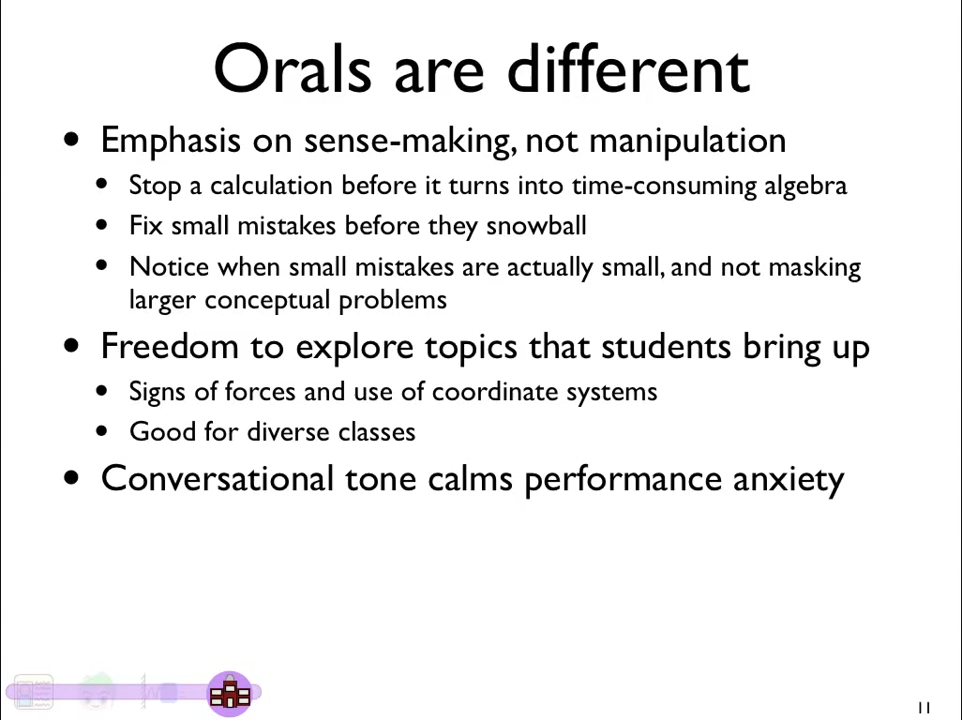 Orals are different
• Emphasis on sense-making, not manipulation
• Stop a calculation before it turns into time-consuming algebra
• Fix small mistakes before they snowball
• Notice when small mistakes are actually small, and not masking
larger conceptual problems
• Freedom to explore topics that students bring up
• Signs of forces and use of coordinate systems
• Good for diverse classes
• Conversational tone calms performance anxiety
11